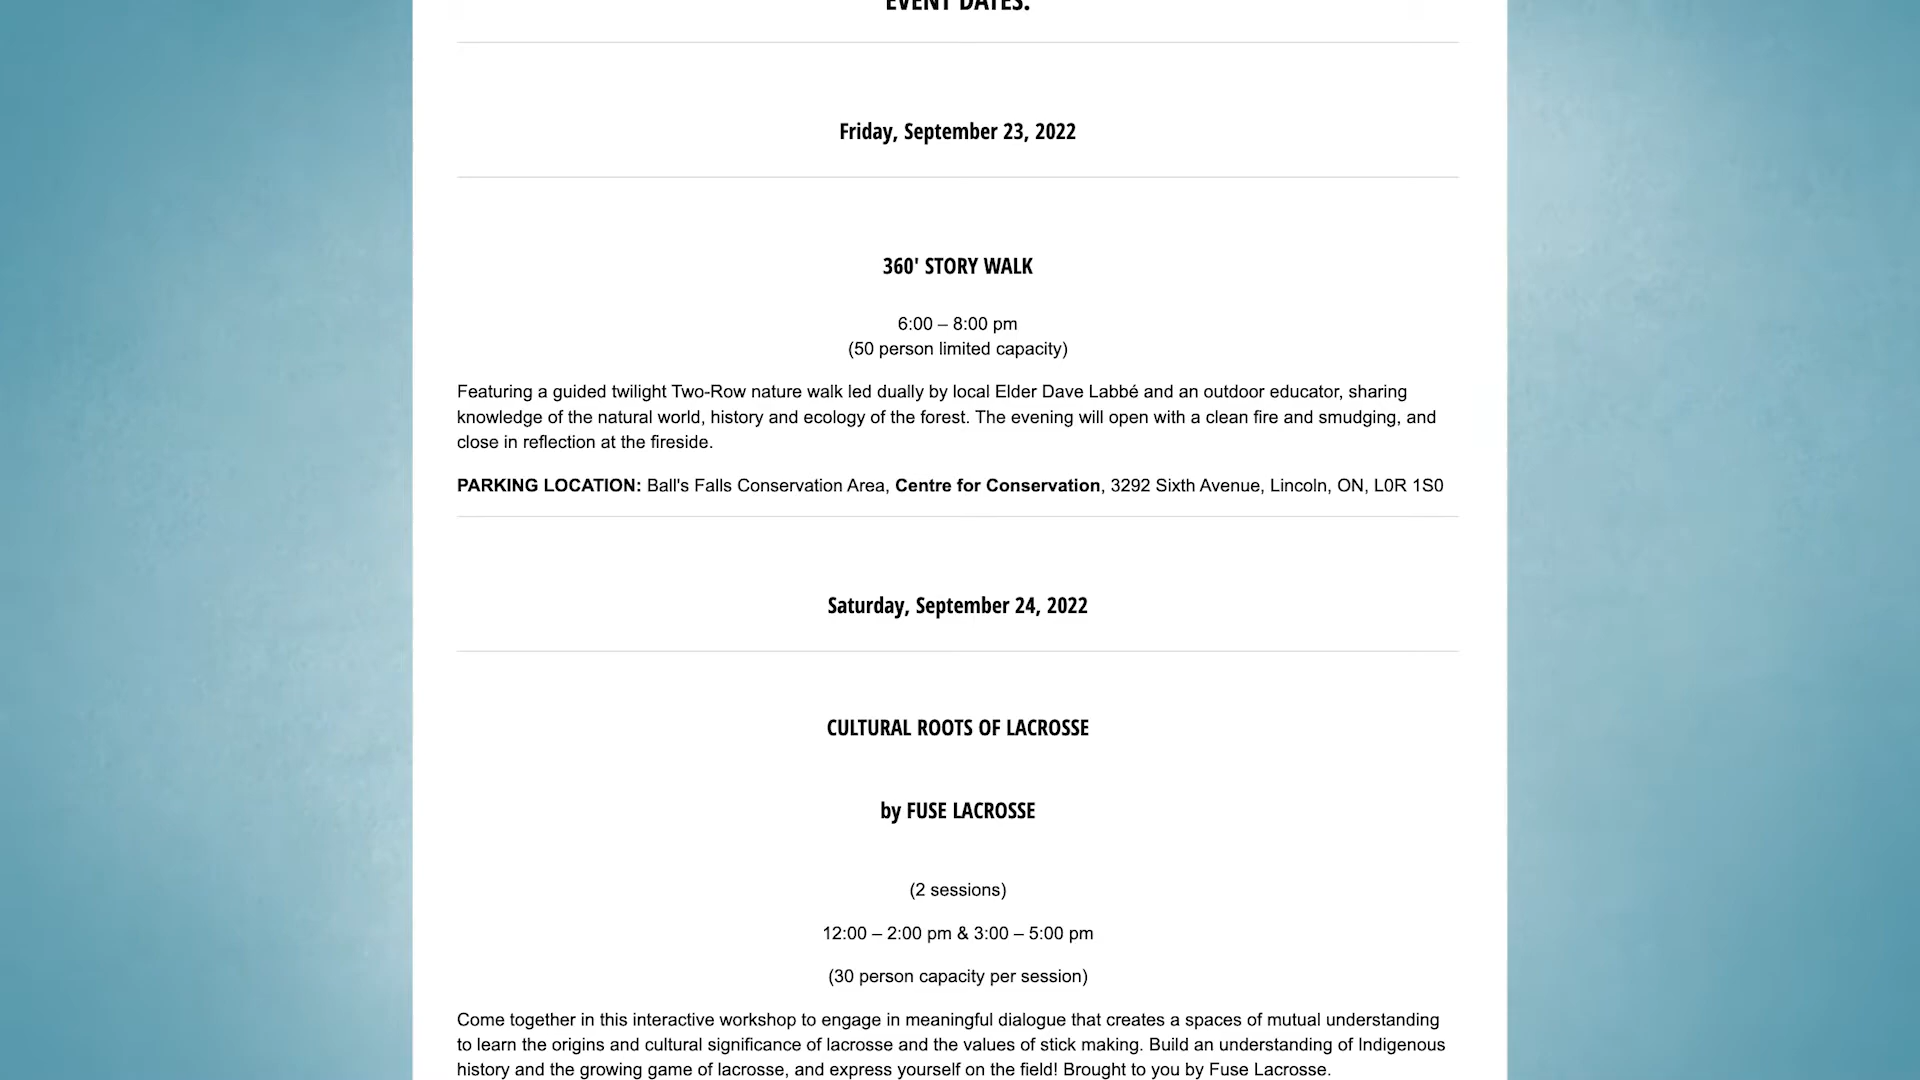 EVENT DATES:
Friday, September 23, 2022
360' STORY WALK
6:00 – 8:00 pm
(50 person limited capacity)
Featuring a guided twilight Two-Row nature walk led dually by local Elder Dave Labbé and an outdoor educator, sharing
knowledge of the natural world, history and ecology of the forest. The evening will open with a clean fire and smudging, and
close in reflection at the fireside.
PARKING LOCATION: Ball's Falls Conservation Area, Centre for Conservation, 3292 Sixth Avenue, Lincoln, ON, L0R 1S0
Saturday, September 24, 2022
CULTURAL ROOTS OF LACROSSE
by FUSE LACROSSE
(2 sessions)
12:00 – 2:00 pm & 3:00 – 5:00 pm
(30 person capacity per session)
Come together in this interactive workshop to engage in meaningful dialogue that creates a spaces of mutual understanding
to learn the origins and cultural significance of lacrosse and the values of stick making. Build an understanding of Indigenous
history and the growing game of lacrosse, and express yourself on the field! Brought to you by Fuse Lacrosse.